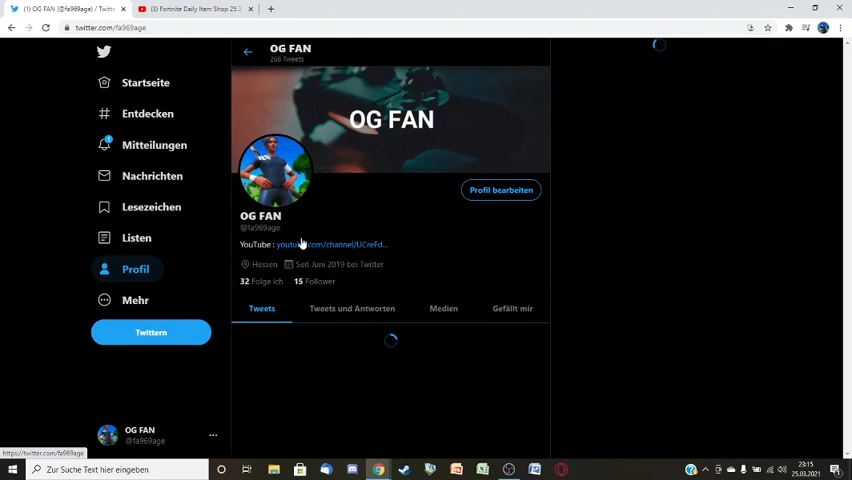 (1) OG FAN (@fa969age) / Twitt
(3) Fortnite Daily Item Shop 25.3
twitter.com/fa969age
OG FAN
268 Tweets
Startseite
Entdecken
1
Mitteilungen
Nachrichten
Lesezeichen
Listen
Profil
Mehr
Twittern
OG FAN
@fa969age
OG FAN
Profil bearbeiten
OG FAN
@fa969age
YouTube : com/channel/UCreFd...
Hessen Seit Juni 2019 bei Twitter
32 Folge ich 15 Follower
Tweets Tweets und Antworten Medien Gefällt mir
https://twitter.com/fa969age
Zur Suche Text hier eingeben
23:15
25.03.2021